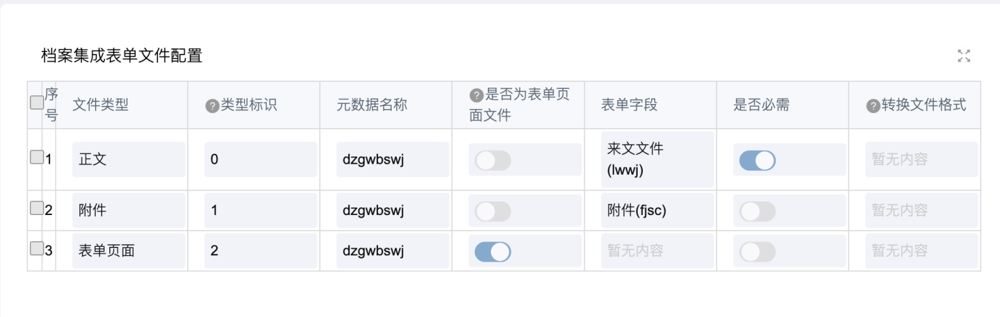 档案集成表单文件配置
序号 文件类型 ?类型标识 元数据名称 ?是否为表单页面文件 表单字段 是否必需 ?转换文件格式
1 正文 0 dzgwbswj 来文文件(lwwj) 暂无内容
2 附件 1 dzgwbswj 附件(fjsc) 暂无内容
3 表单页面 2 dzgwbswj 暂无内容 暂无内容